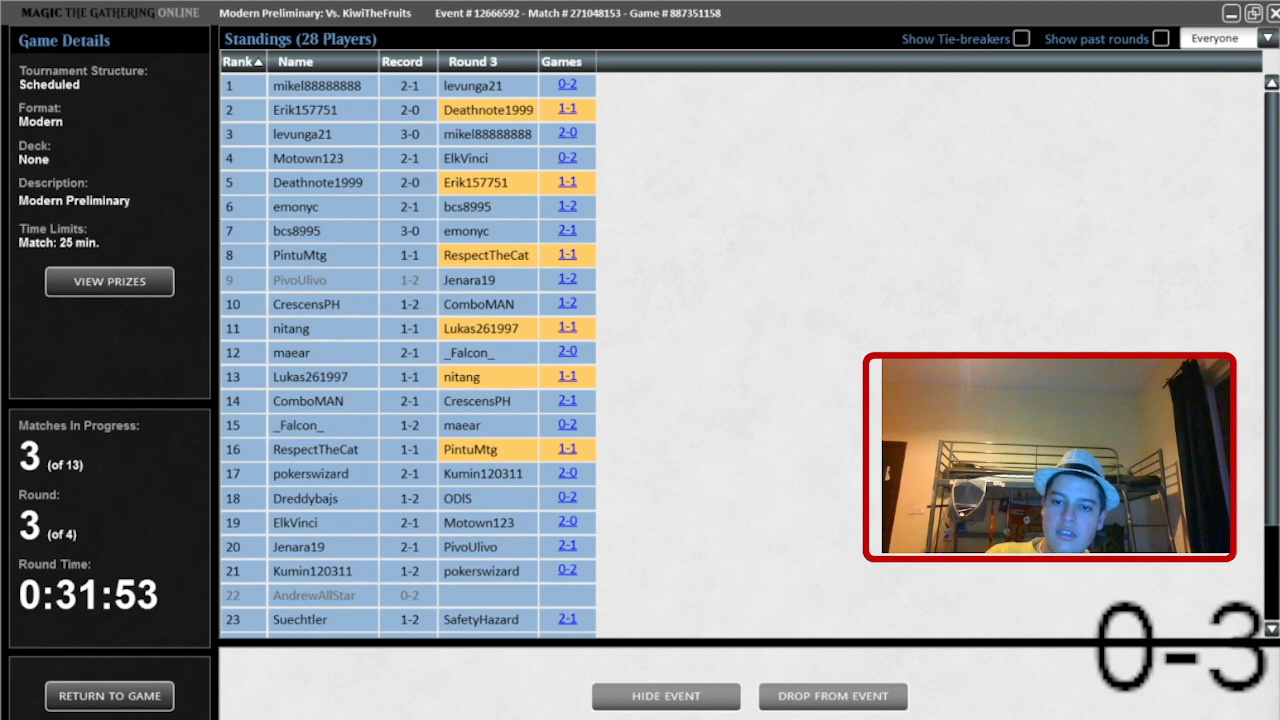 MAGIC THE GATHERING ONLINE
Modern Preliminary: Vs. KiwiTheFruits Event # 12666592 - Match # 271048153 - Game # 887351158
Game Details
Tournament Structure:
Scheduled
Format:
Modern
Deck:
None
Description:
Modern Preliminary
Time Limits:
Match: 25 min.
VIEW PRIZES
Matches In Progress:
3 (of 13)
Round:
3 (of 4)
Round Time:
0:31:53
RETURN TO GAME
Standings (28 Players) Show Tie-breakers Show past rounds Everyone
Rank Name Record Round 3 Games
1 mikel88888888 2-1 levunga21 0-2
2 Erik157751 2-0 Deathnote1999 1-1
3 levunga21 3-0 mikel88888888 2-0
4 Motown123 2-1 ElkVinci 0-2
5 Deathnote1999 2-0 Erik157751 1-1
6 emonyc 2-1 bcs8995 1-2
7 bcs8995 3-0 emonyc 2-1
8 PintuMtg 1-1 RespectTheCat 1-1
9 PivoUlivo 1-2 Jenara19 1-2
10 CrescensPH 1-2 ComboMAN 1-2
11 nitang 1-1 Lukas261997 1-1
12 maear 2-1 _Falcon_ 2-0
13 Lukas261997 1-1 nitang 1-1
14 ComboMAN 2-1 CrescensPH 2-1
15 _Falcon_ 1-2 maear 0-2
16 RespectTheCat 1-1 PintuMtg 1-1
17 pokerswizard 2-1 Kumin120311 2-0
18 Dreddybajs 1-2 ODIS 0-2
19 ElkVinci 2-1 Motown123 2-0
20 Jenara19 2-1 PivoUlivo 2-1
21 Kumin120311 1-2 pokerswizard 0-2
22 AndrewAllStar 0-2
23 Suechtler 1-2 SafetyHazard 2-1
0-3
HIDE EVENT DROP FROM EVENT